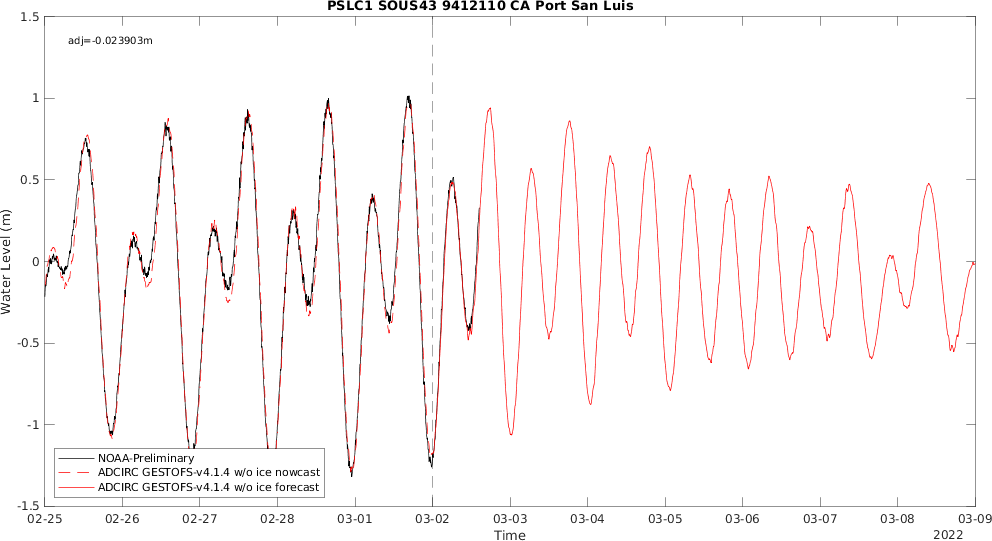 PSLC1 SOUS43 9412110 CA Port San Luis
adj=-0.023903m
1.5
1
0.5
0
-0.5
-1
-1.5
Water Level (m)
NOAA-Preliminary
ADCIRC GESTOFS-v4.1.4 w/o ice nowcast
ADCIRC GESTOFS-v4.1.4 w/o ice forecast
02-25 02-26 02-27 02-28 03-01 03-02 03-03 03-04 03-05 03-06 03-07 03-08 03-09
Time
2022